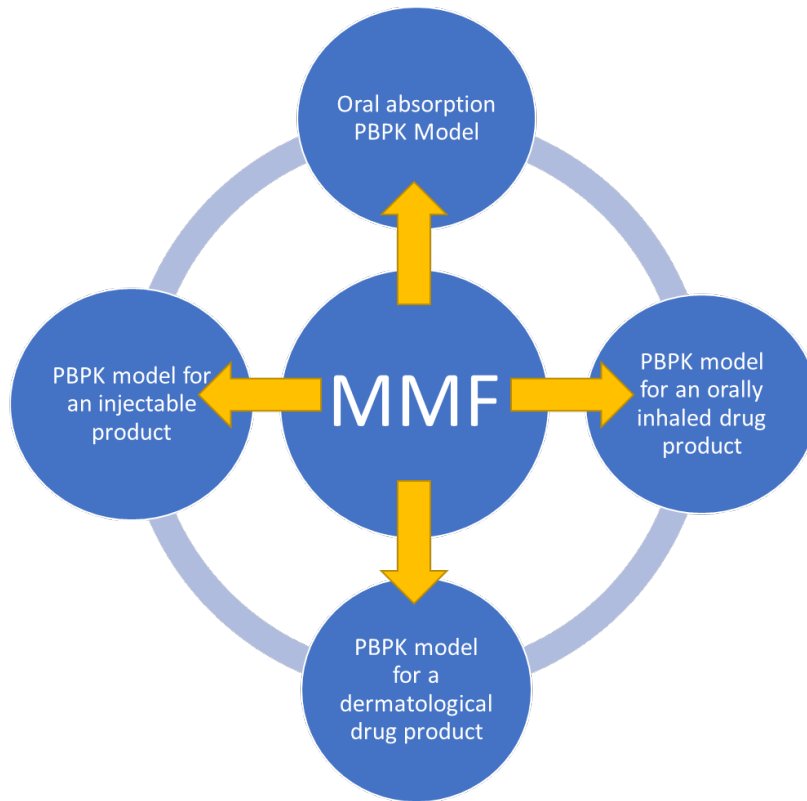 Oral absorption
PBPK Model
PBPK model for
an injectable
product
MMF
PBPK model
for an orally
inhaled drug
product
PBPK model
for a
dermatological
drug product